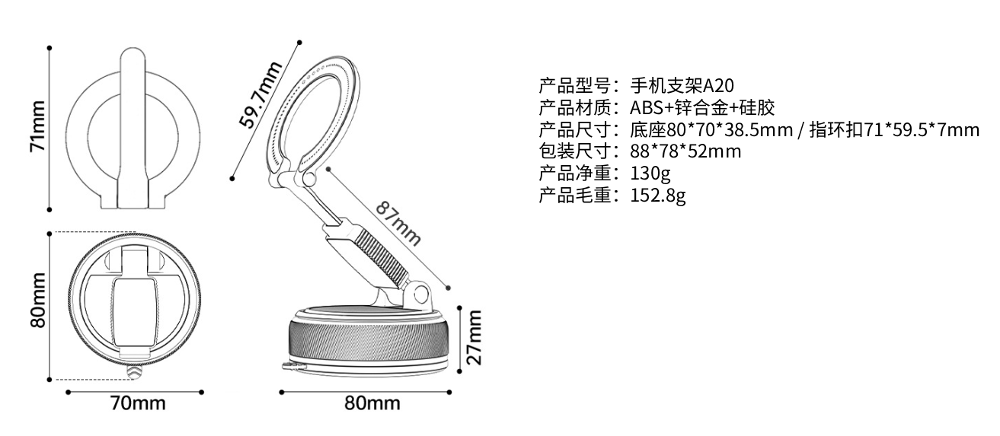 71mm
59.7mm
87mm
80mm
27mm
70mm
80mm
产品型号：手机支架A20
产品材质：ABS+锌合金+硅胶
产品尺寸：底座80*70*38.5mm / 指环扣71*59.5*7mm
包装尺寸：88*78*52mm
产品净重：130g
产品毛重：152.8g